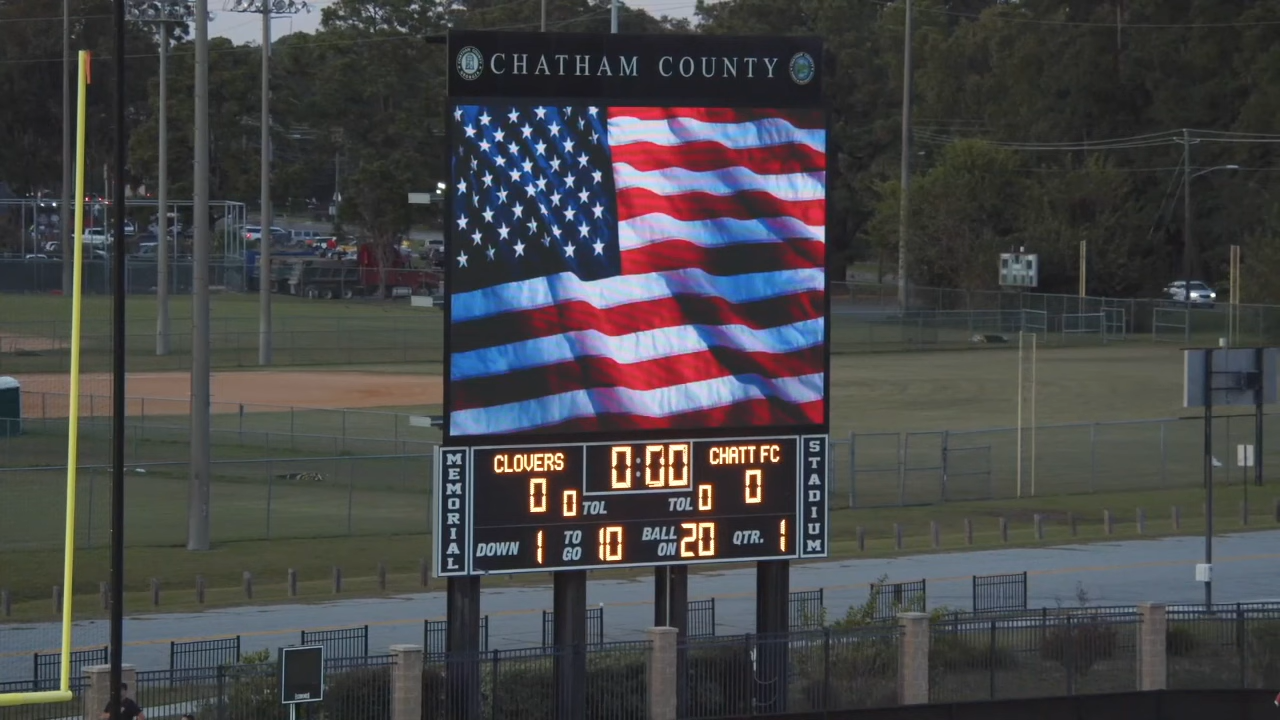 CHATHAM COUNTY
MEMORIAL
CLOVERS
0:00
CHATT FC
0
0 TOL
TOL 0
0
DOWN 1
TO GO 10
BALL ON 20
QTR. 1
STADIUM